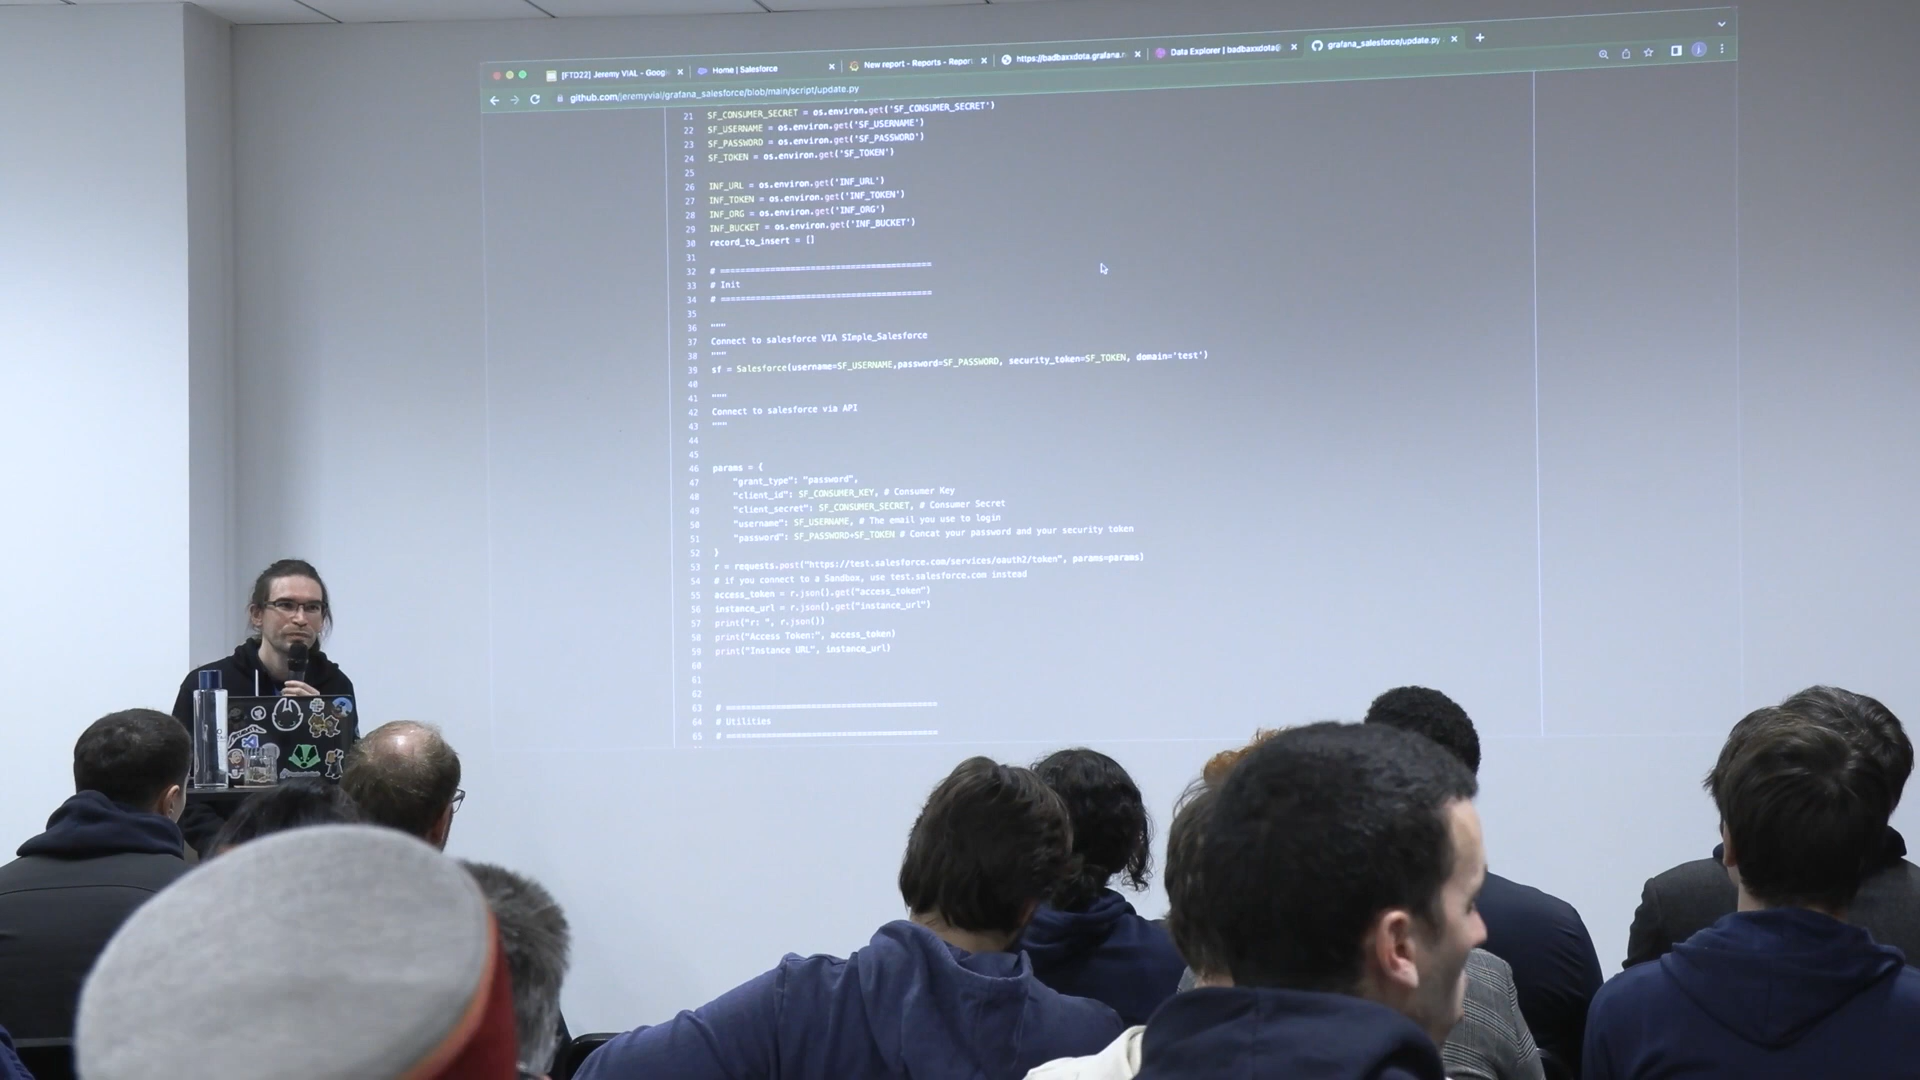 [FTD22] Jeremy VIAL - Goog
Home | Salesforce
New report - Reports - Repor
https://badbaxxdota.grafana.n
Data Explorer | badbaxxdota@
grafana_salesforce/update.py
github.com/jeremyvial/grafana_salesforce/blob/main/script/update.py
21 SF_CONSUMER_SECRET = os.environ.get('SF_CONSUMER_SECRET')
22 SF_USERNAME = os.environ.get('SF_USERNAME')
23 SF_PASSWORD = os.environ.get('SF_PASSWORD')
24 SF_TOKEN = os.environ.get('SF_TOKEN')
25
26 INF_URL = os.environ.get('INF_URL')
27 INF_TOKEN = os.environ.get('INF_TOKEN')
28 INF_ORG = os.environ.get('INF_ORG')
29 INF_BUCKET = os.environ.get('INF_BUCKET')
30 record_to_insert = []
31
32 # ==========================================
33 # Init
34 # ==========================================
35
36 """
37 Connect to salesforce VIA SImple_Salesforce
38 """
39 sf = Salesforce(username=SF_USERNAME,password=SF_PASSWORD, security_token=SF_TOKEN, domain='test')
40
41 """
42 Connect to salesforce via API
43 """
44
45
46 params = {
47 "grant_type": "password",
48 "client_id": SF_CONSUMER_KEY, # Consumer Key
49 "client_secret": SF_CONSUMER_SECRET, # Consumer Secret
50 "username": SF_USERNAME, # The email you use to login
51 "password": SF_PASSWORD+SF_TOKEN # Concat your password and your security token
52 }
53 r = requests.post("https://test.salesforce.com/services/oauth2/token", params=params)
54 # if you connect to a Sandbox, use test.salesforce.com instead
55 access_token = r.json().get("access_token")
56 instance_url = r.json().get("instance_url")
57 print("r: ", r.json())
58 print("Access Token:", access_token)
59 print("Instance URL", instance_url)
60
61
62
63 # ==========================================
64 # Utilities
65 # ==========================================